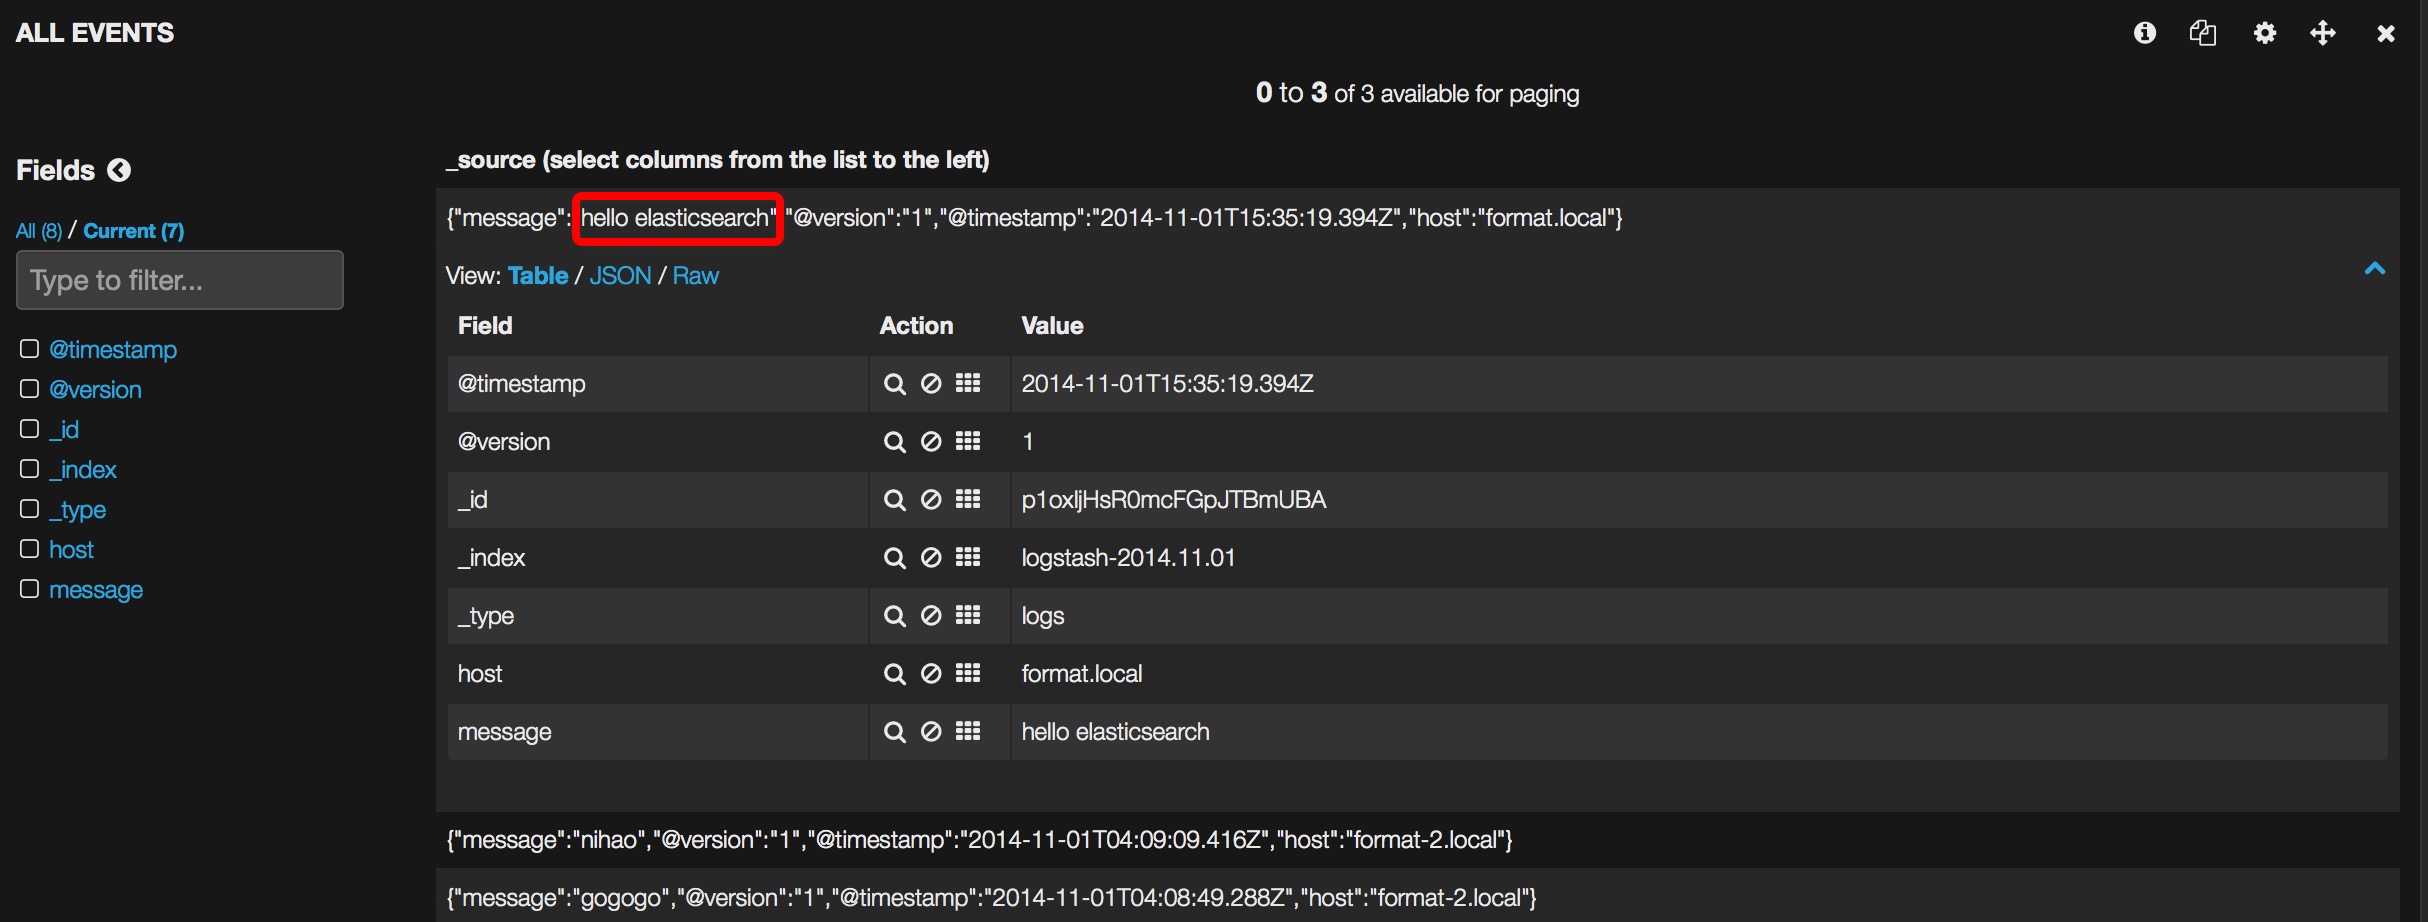 ALL EVENTS
0 to 3 of 3 available for paging
Fields
All (8) / Current (7)
Type to filter...
@timestamp
@version
_id
_index
_type
host
message
_source (select columns from the list to the left)
{"message":"hello elasticsearch","@version":"1","@timestamp":"2014-11-01T15:35:19.394Z","host":"format.local"}
View: Table / JSON / Raw
Field Action Value
@timestamp 2014-11-01T15:35:19.394Z
@version 1
_id p1oxljHsR0mcFGpJTBmUBA
_index logstash-2014.11.01
_type logs
host format.local
message hello elasticsearch
{"message":"nihao","@version":"1","@timestamp":"2014-11-01T04:09:09.416Z","host":"format-2.local"}
{"message":"gogogo","@version":"1","@timestamp":"2014-11-01T04:08:49.288Z","host":"format-2.local"}